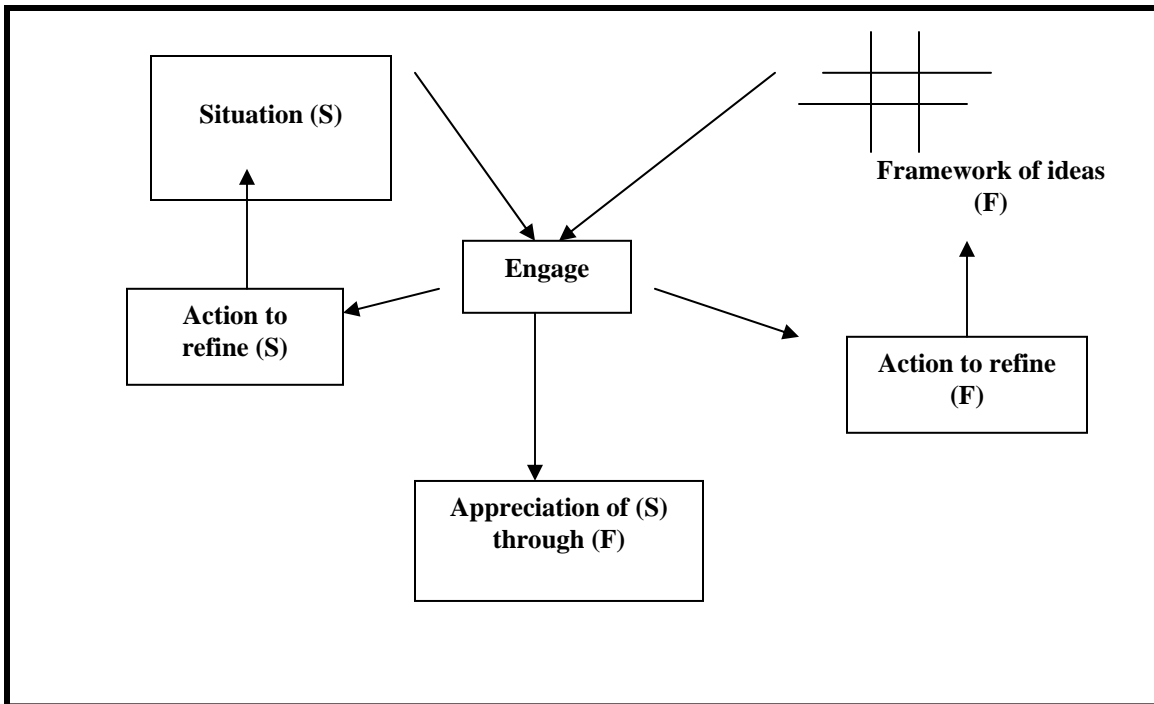 Situation (S)
Framework of ideas
(F)
Engage
Action to
refine (S)
Action to refine
(F)
Appreciation of (S)
through (F)